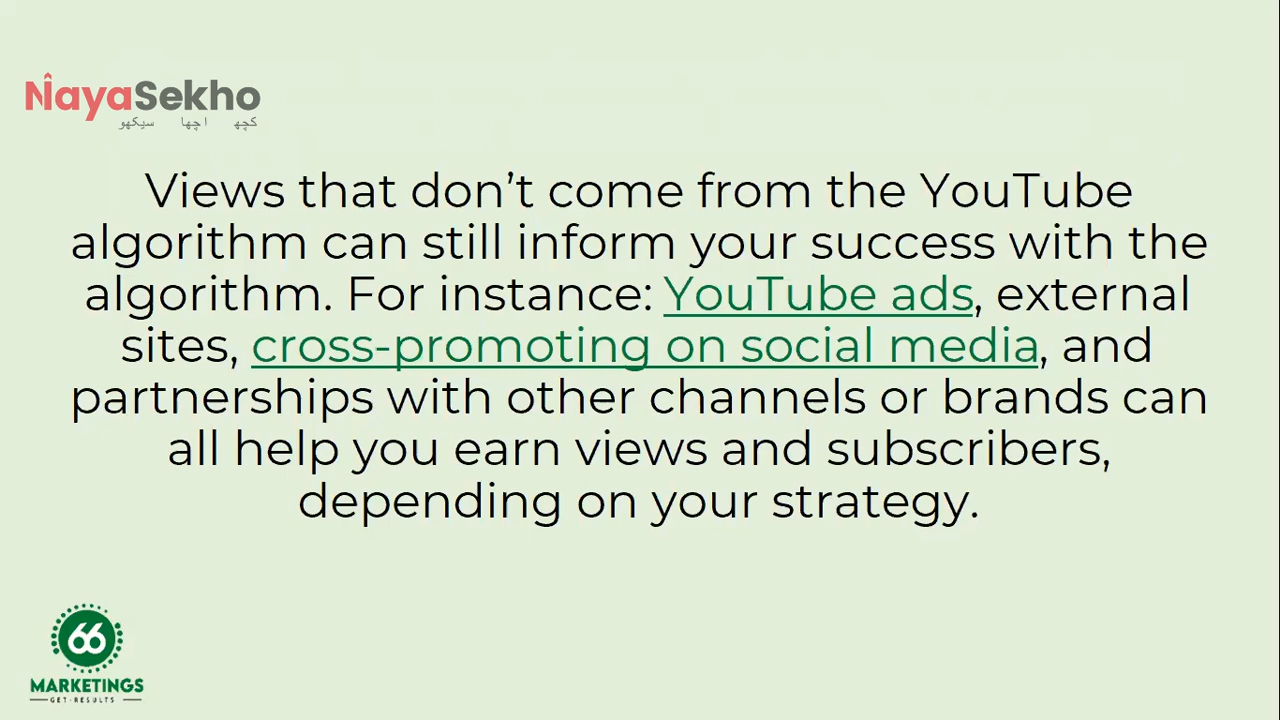 NayaSekho
کچھ اچھا سیکھو
Views that don’t come from the YouTube
algorithm can still inform your success with the
algorithm. For instance: YouTube ads, external
sites, cross-promoting on social media, and
partnerships with other channels or brands can
all help you earn views and subscribers,
depending on your strategy.
66
MARKETINGS
GET-RESULTS